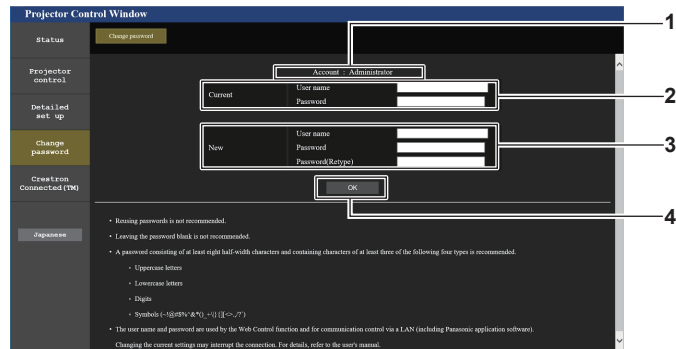 Projector Control Window
1
Status
Change password
Projector
control
Account : Administrator
Current
User name
Password
2
Detailed
set up
Change
password
New
User name
Password
Password(Retype)
3
Creston
Connected(TM)
OK
4
Japanese
• Reusing passwords is not recommended.
• Leaving the password blank is not recommended.
• A password consisting of at least eight half-width characters and containing characters of at least three of the following four types is recommended.
◦ Uppercase letters
◦ Lowercase letters
◦ Digits
◦ Symbols (~!@#$%^&*()_+\{}[]<>.,/?`)
• The user name and password are used by the Web Control function and for communication control via a LAN (including Panasonic application software).
Changing the current settings may interrupt the connection. For details, refer to the user's manual.